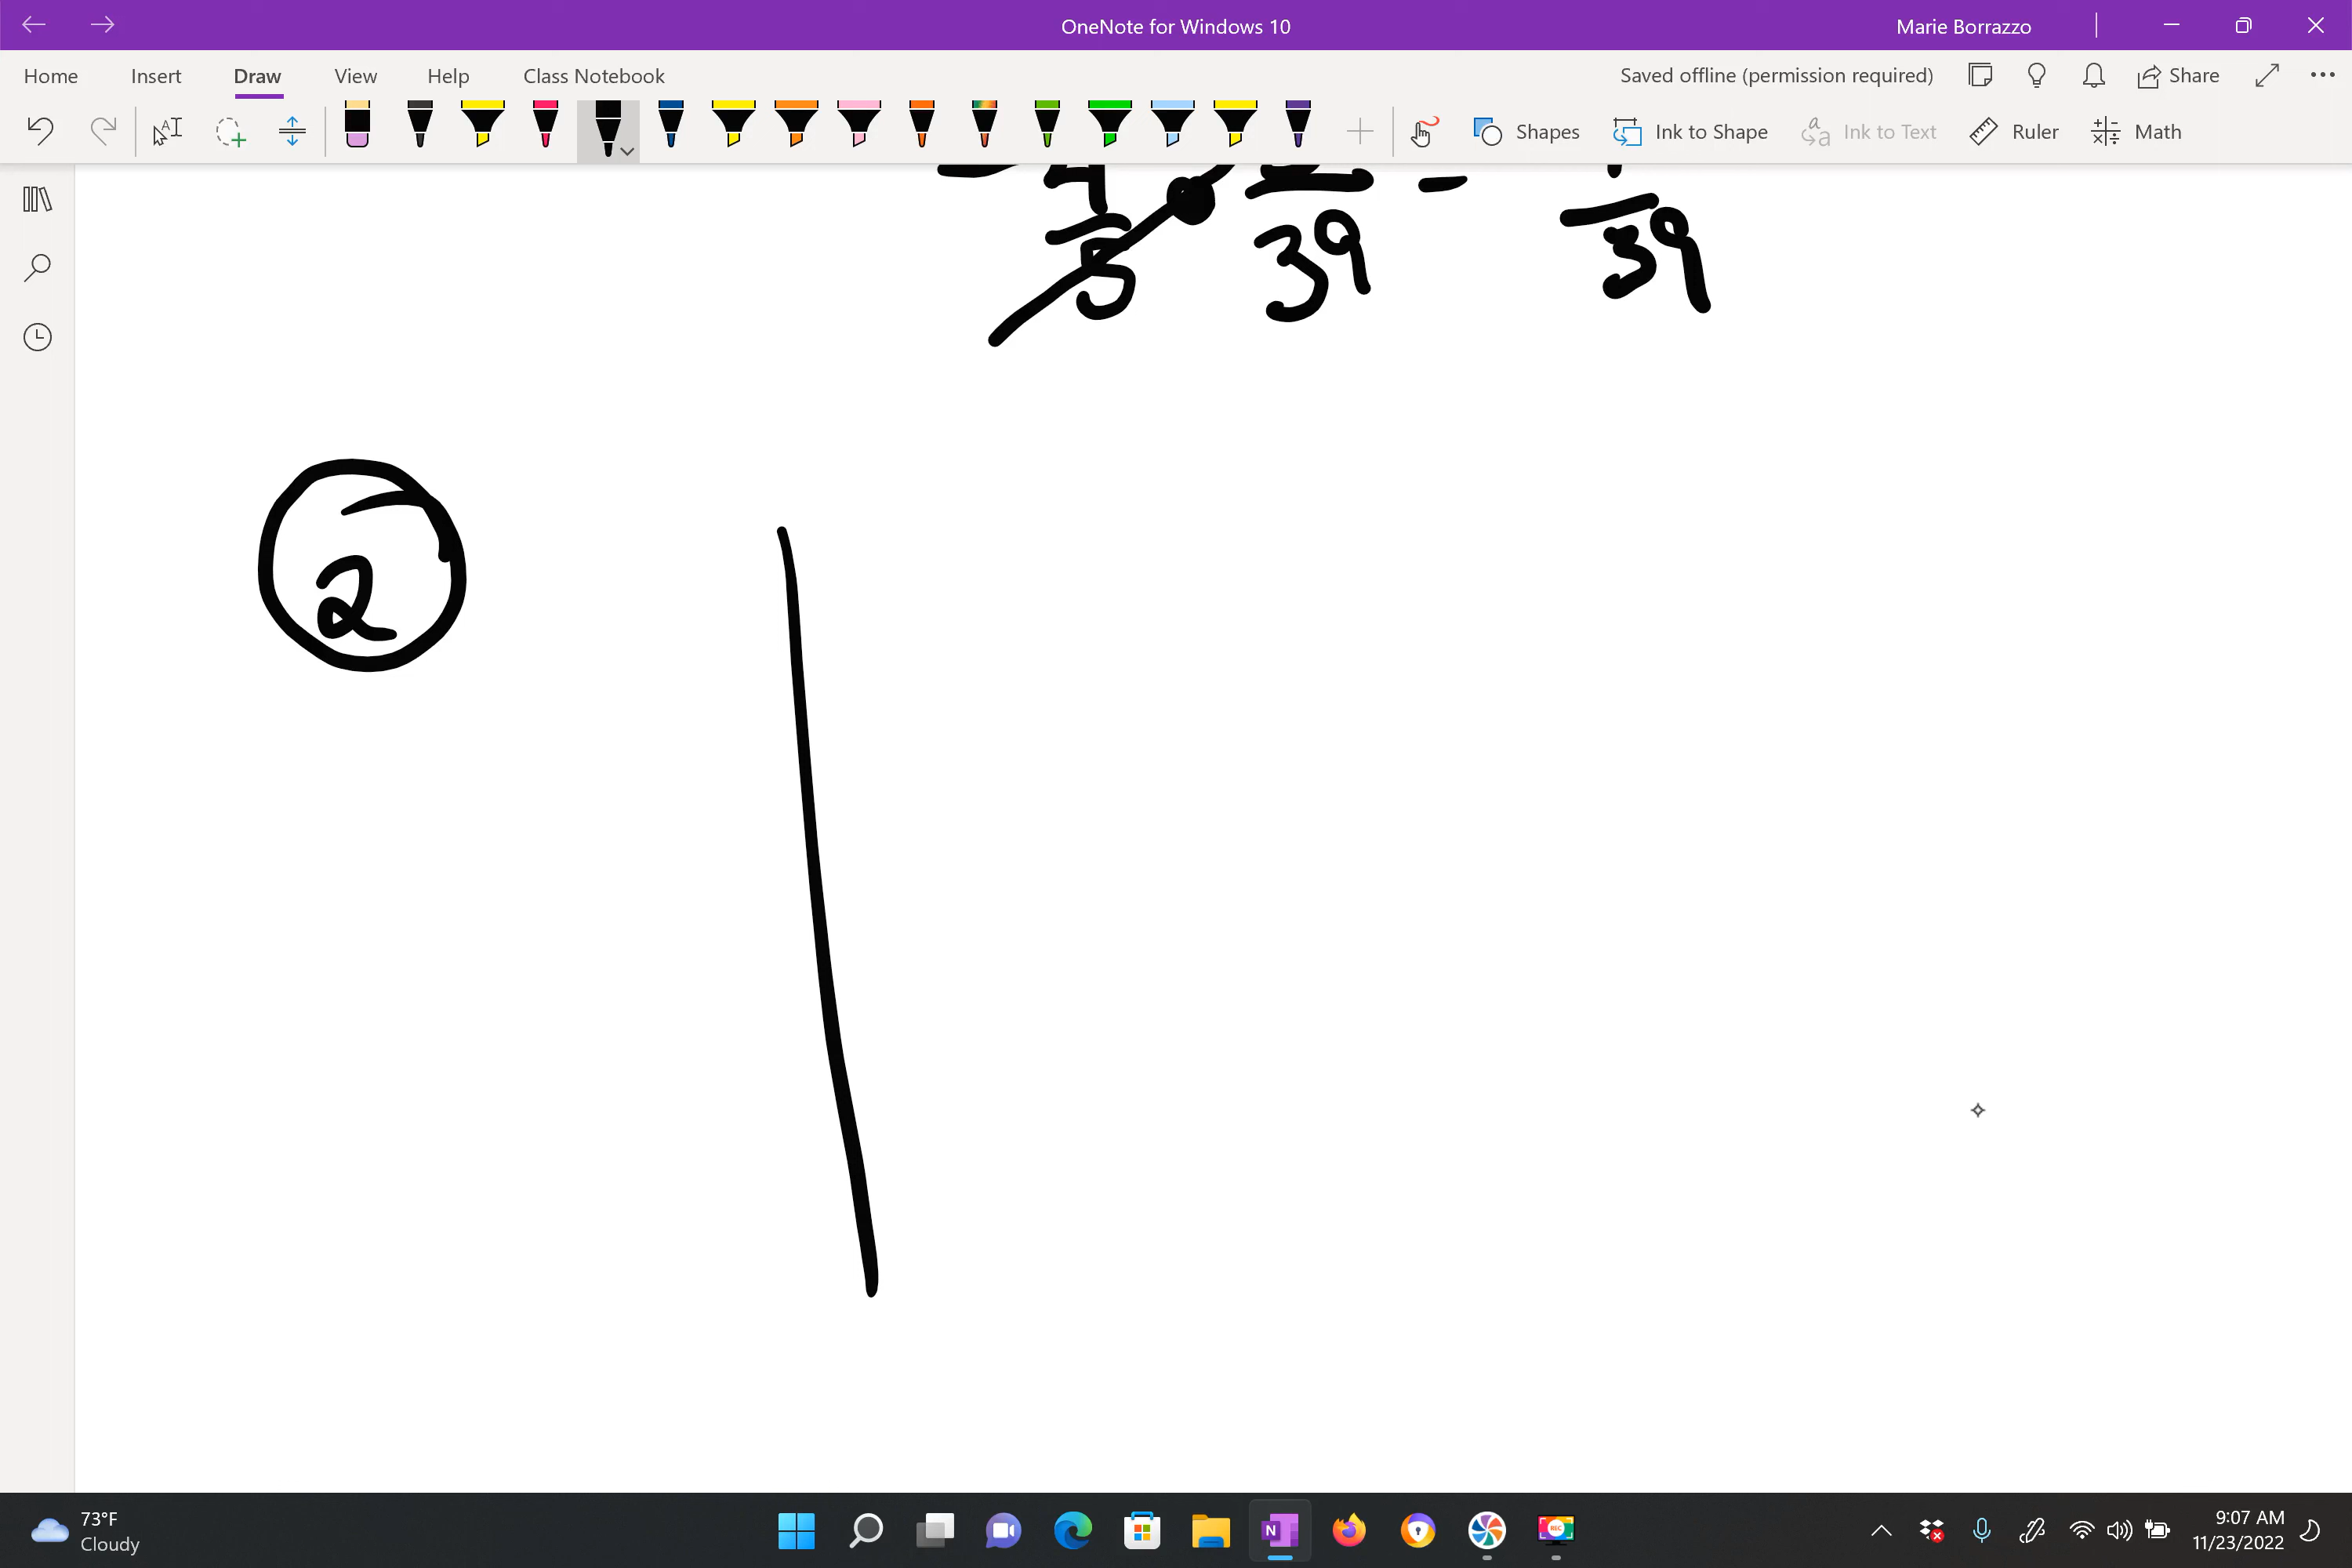 OneNote for Windows 10
Marie Borrazzo
Home Insert Draw View Help Class Notebook
Saved offline (permission required) Share
Shapes Ink to Shape Ink to Text Ruler Math
4 =
5 39 39
2
73°F
Cloudy
9:07 AM
11/23/2022